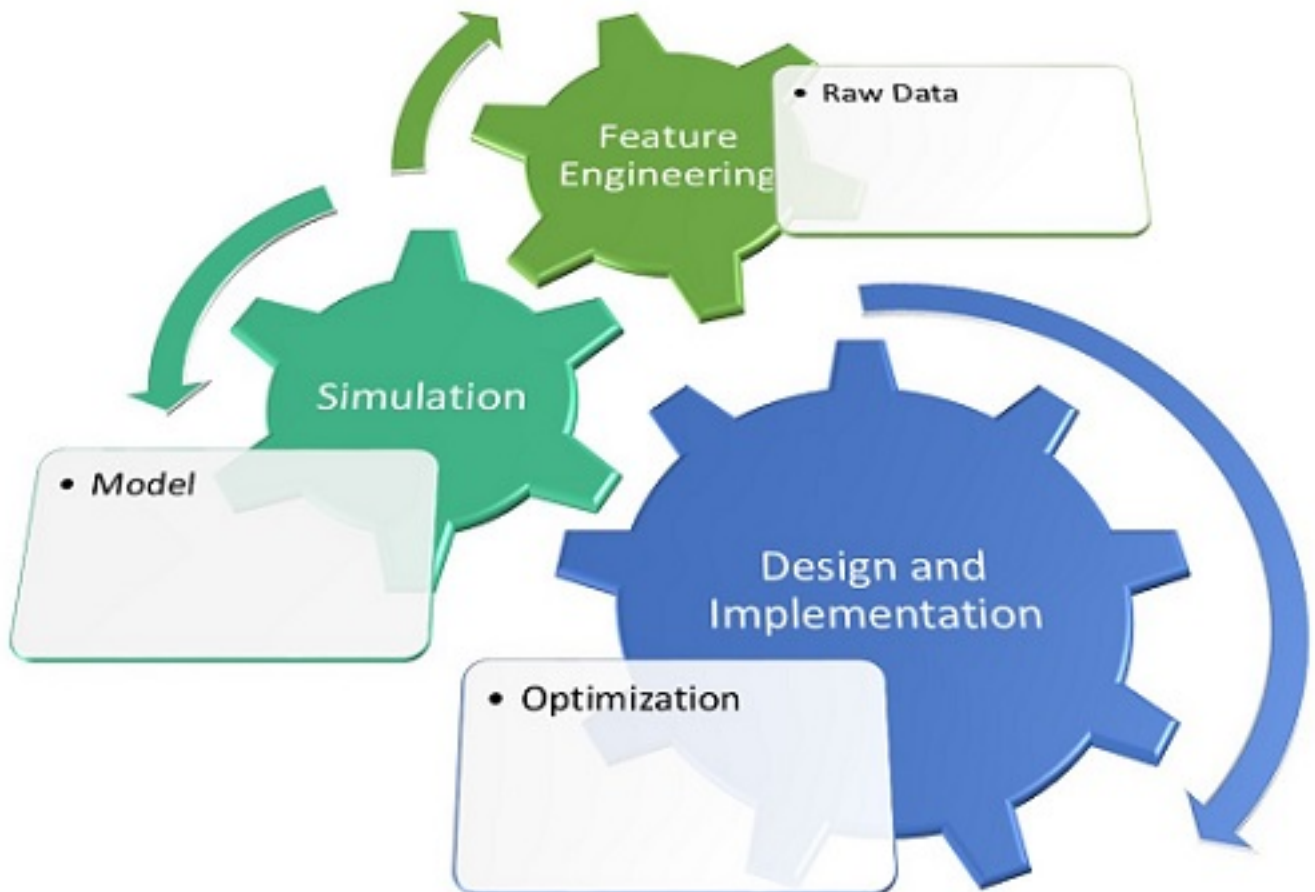 Feature
Engineering
• Raw Data
Simulation
• Model
Design and
Implementation
• Optimization